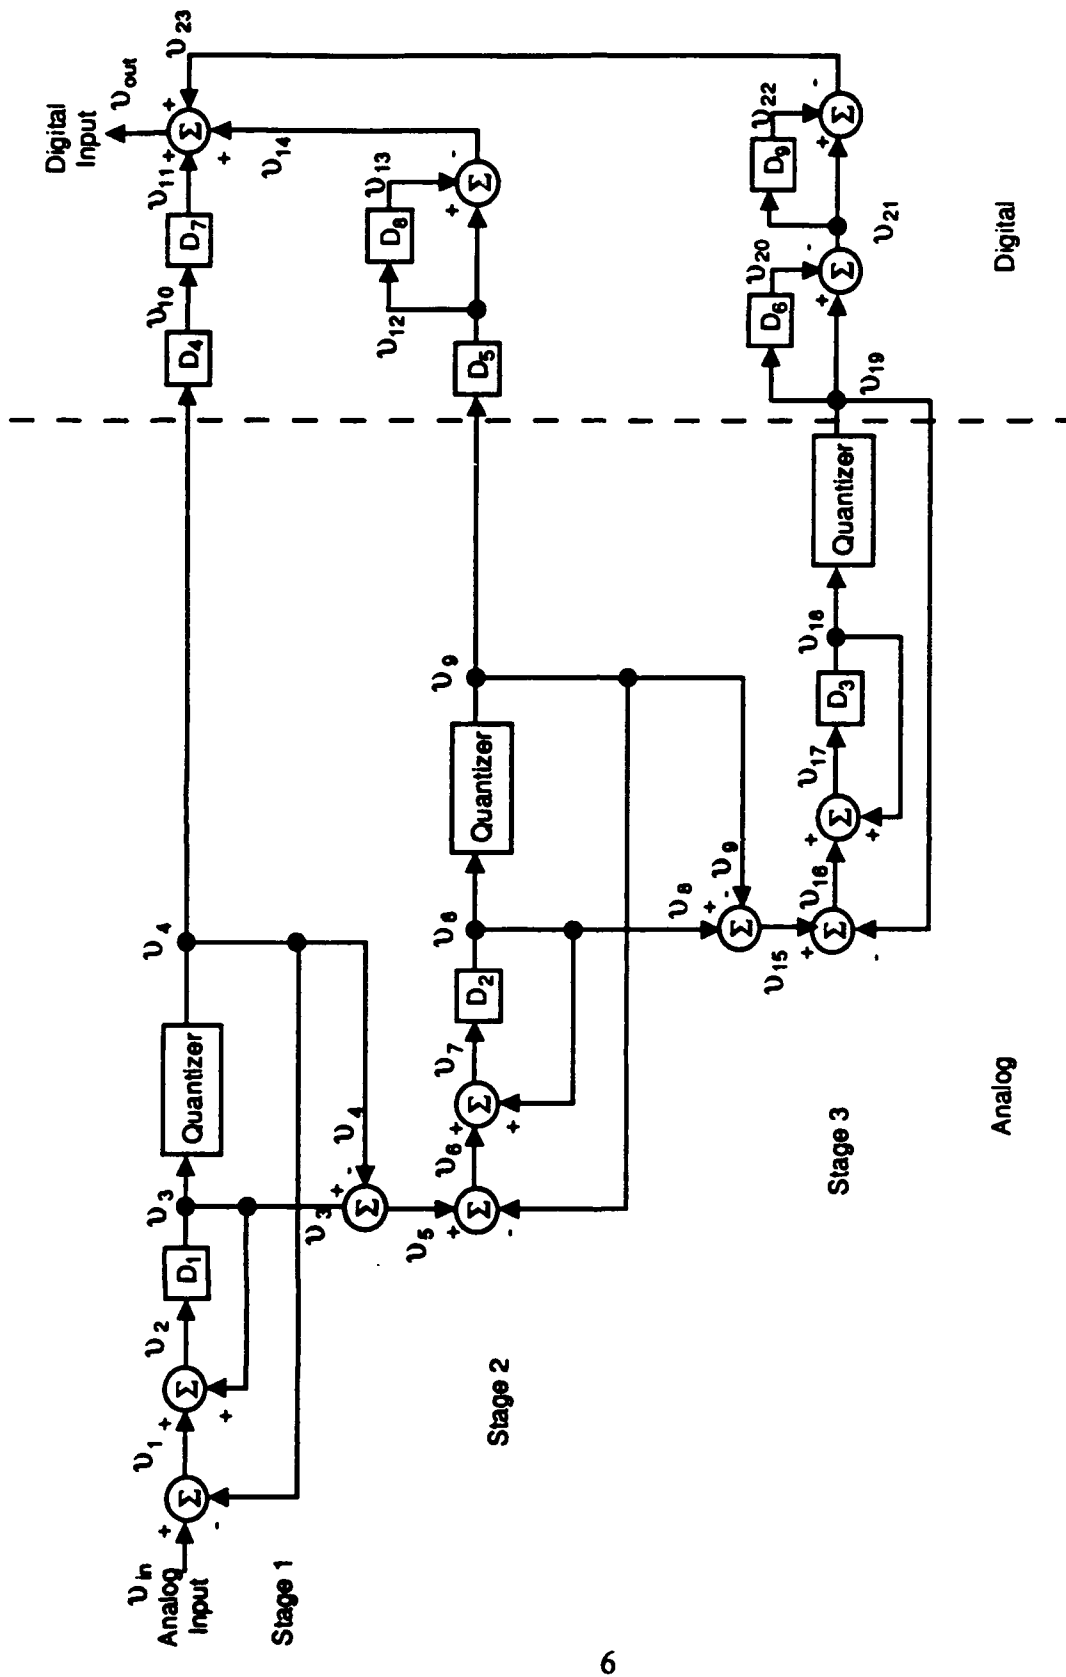 υin
Analog
Input
υ1
υ2
D1
υ3
Quantizer
υ4
D4
υ10
D7
υ11
Σ
υout
Digital
Input
υ23
Σ
Σ
+
-
+
+
+
+
+
Stage 1
υ3
υ4
+
-
Σ
υ5
Σ
+
-
υ6
Σ
+
+
υ7
D2
υ8
Quantizer
υ9
D5
υ12
D8
υ13
Σ
+
-
υ14
Stage 2
υ8
υ9
+
-
Σ
υ15
Σ
+
-
υ16
Σ
+
+
υ17
D3
υ18
Quantizer
υ19
D6
υ20
Σ
+
-
υ21
D9
υ22
Σ
+
-
Stage 3
Analog
Digital
6